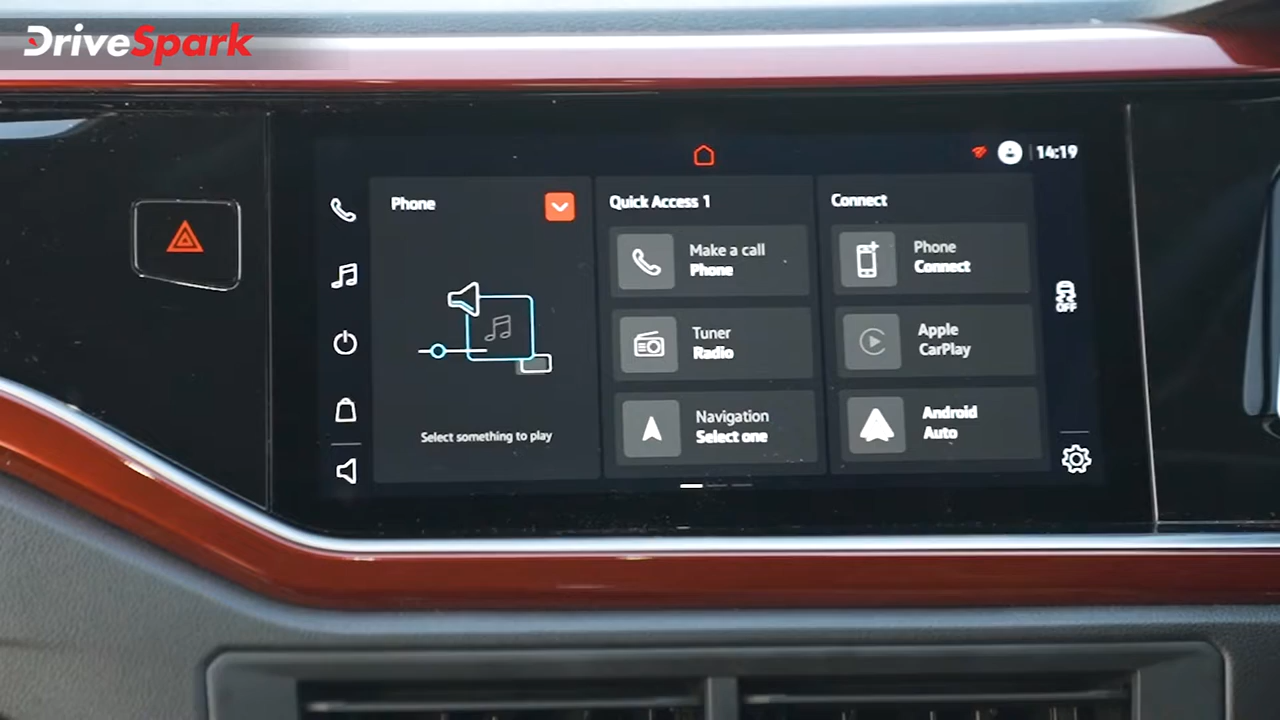 DriveSpark
14:19
Phone
Quick Access 1
Connect
Make a call
Phone
Phone
Connect
Tuner
Radio
Apple
CarPlay
OFF
Navigation
Select one
Android
Auto
Select something to play